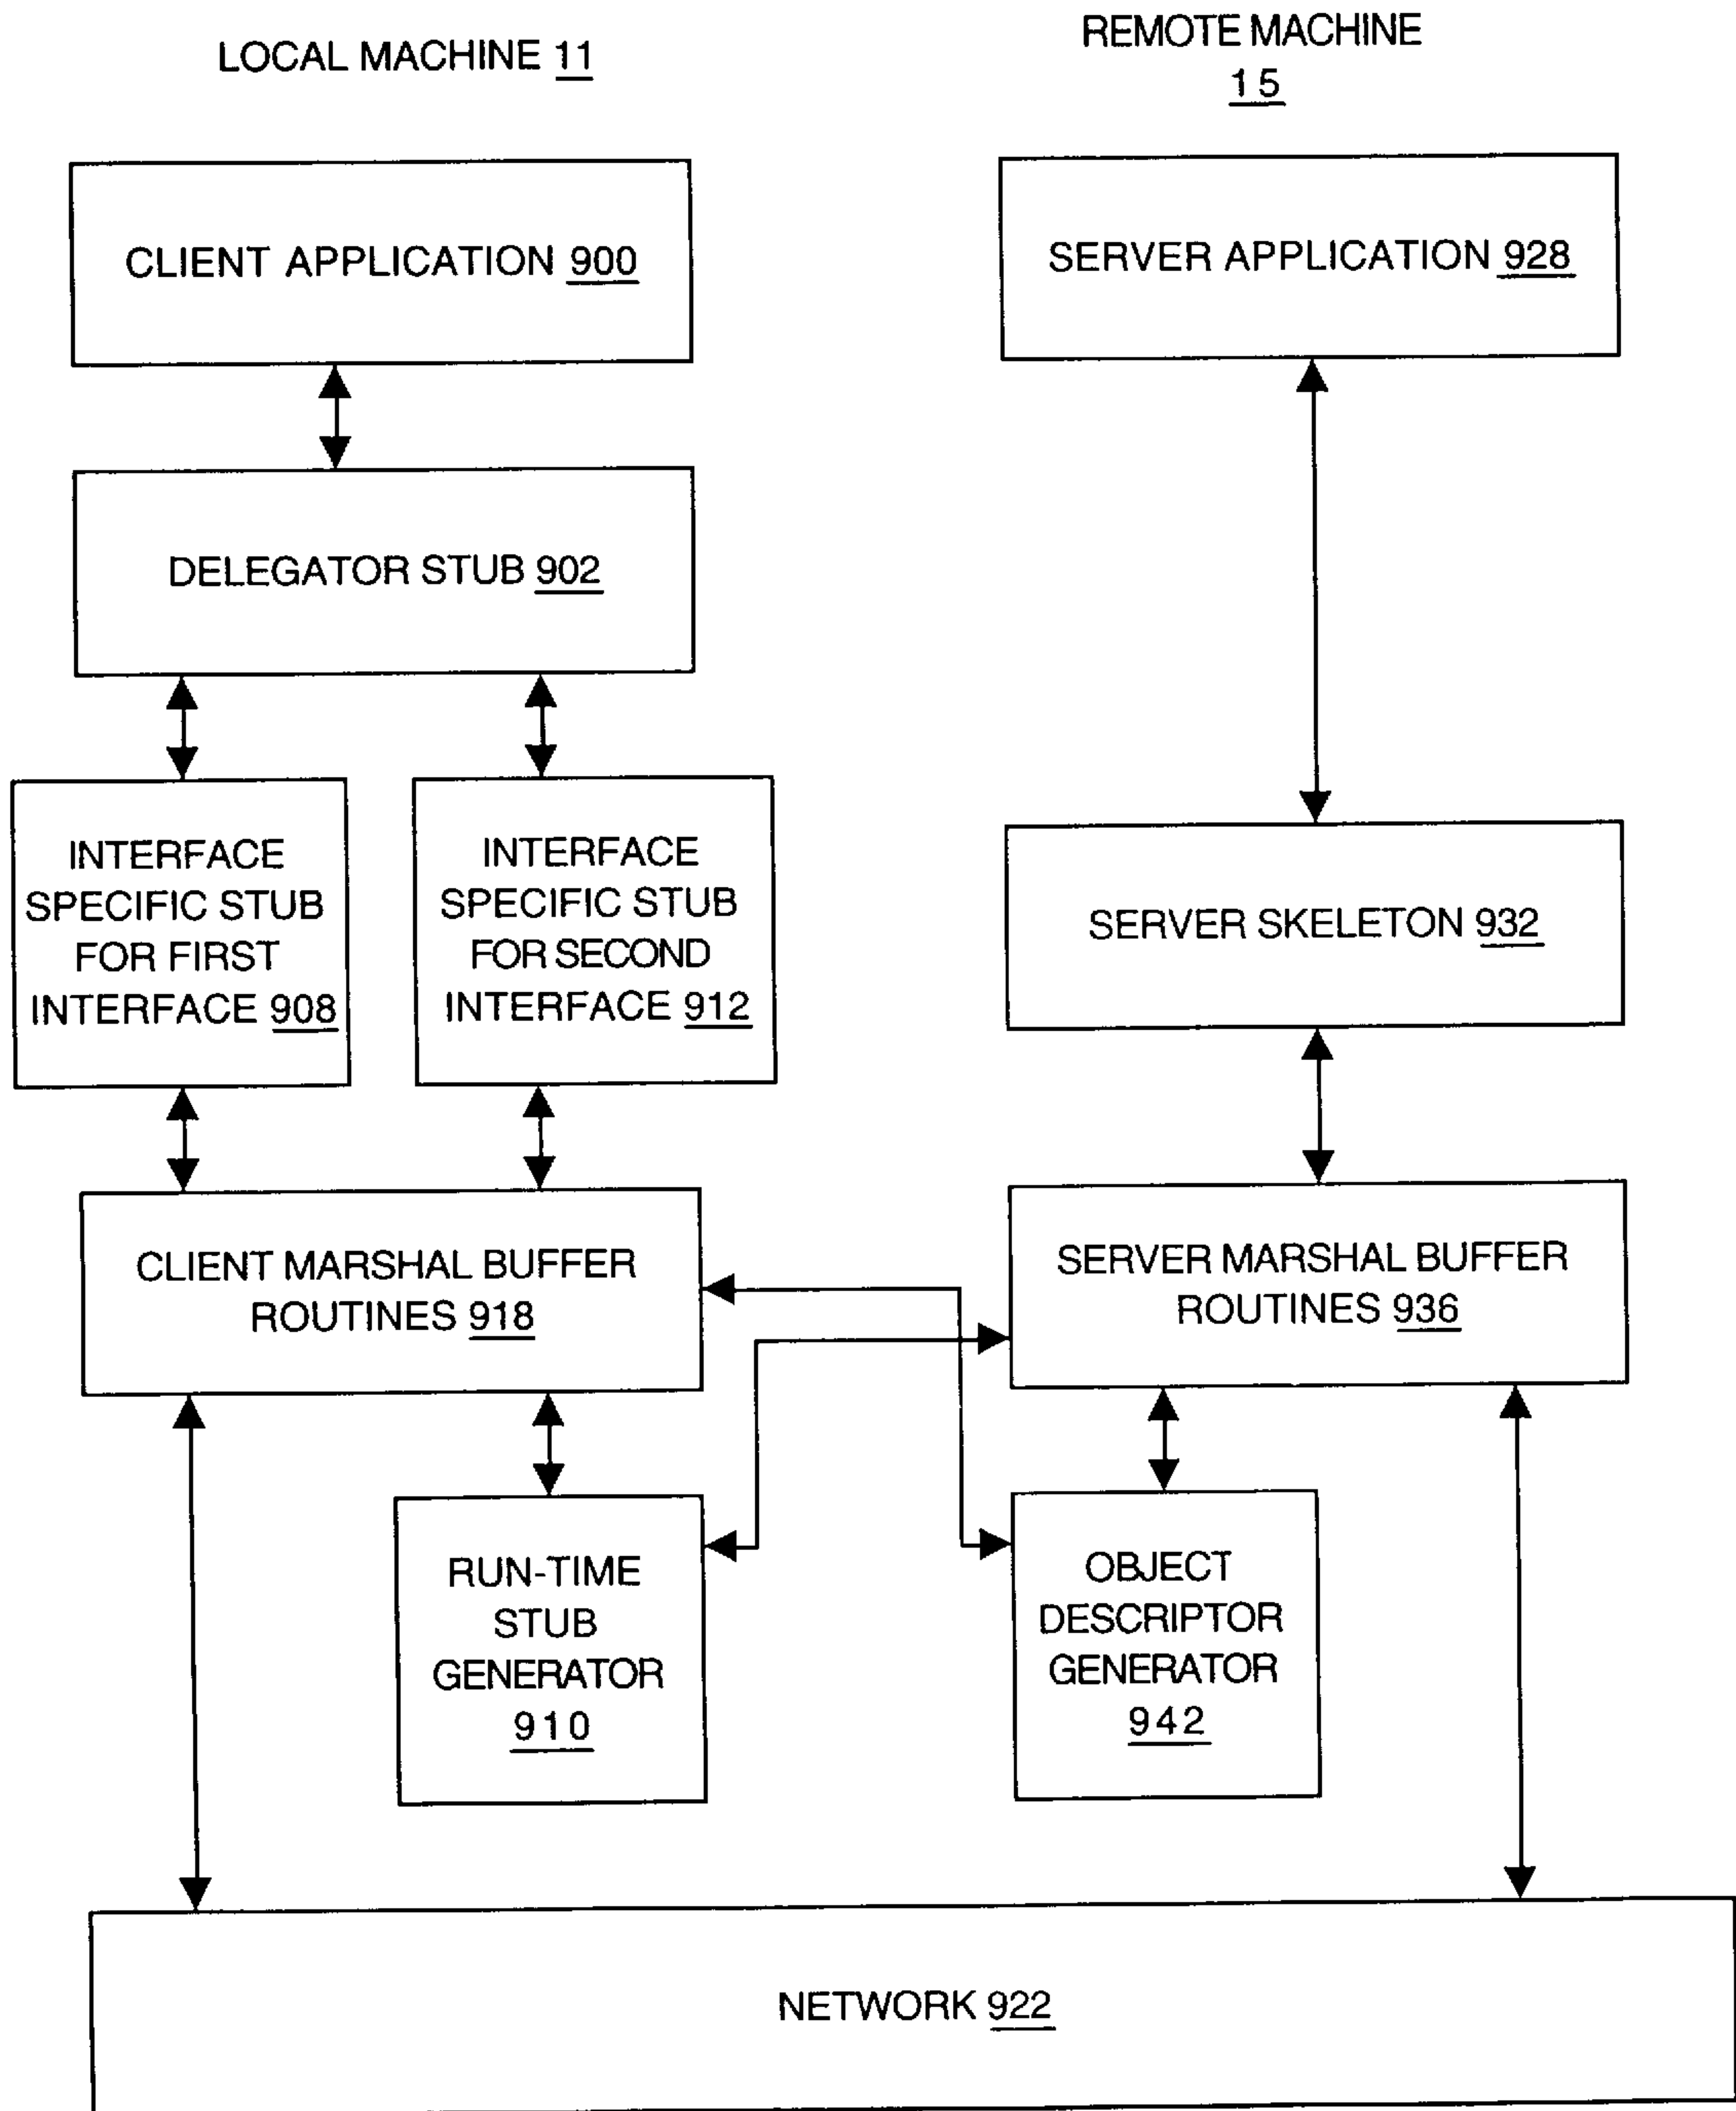 LOCAL MACHINE 11
REMOTE MACHINE
15
CLIENT APPLICATION 900
SERVER APPLICATION 928
DELEGATOR STUB 902
INTERFACE
SPECIFIC STUB
FOR FIRST
INTERFACE 908
INTERFACE
SPECIFIC STUB
FOR SECOND
INTERFACE 912
SERVER SKELETON 932
CLIENT MARSHAL BUFFER
ROUTINES 918
SERVER MARSHAL BUFFER
ROUTINES 936
RUN-TIME
STUB
GENERATOR
910
OBJECT
DESCRIPTOR
GENERATOR
942
NETWORK 922